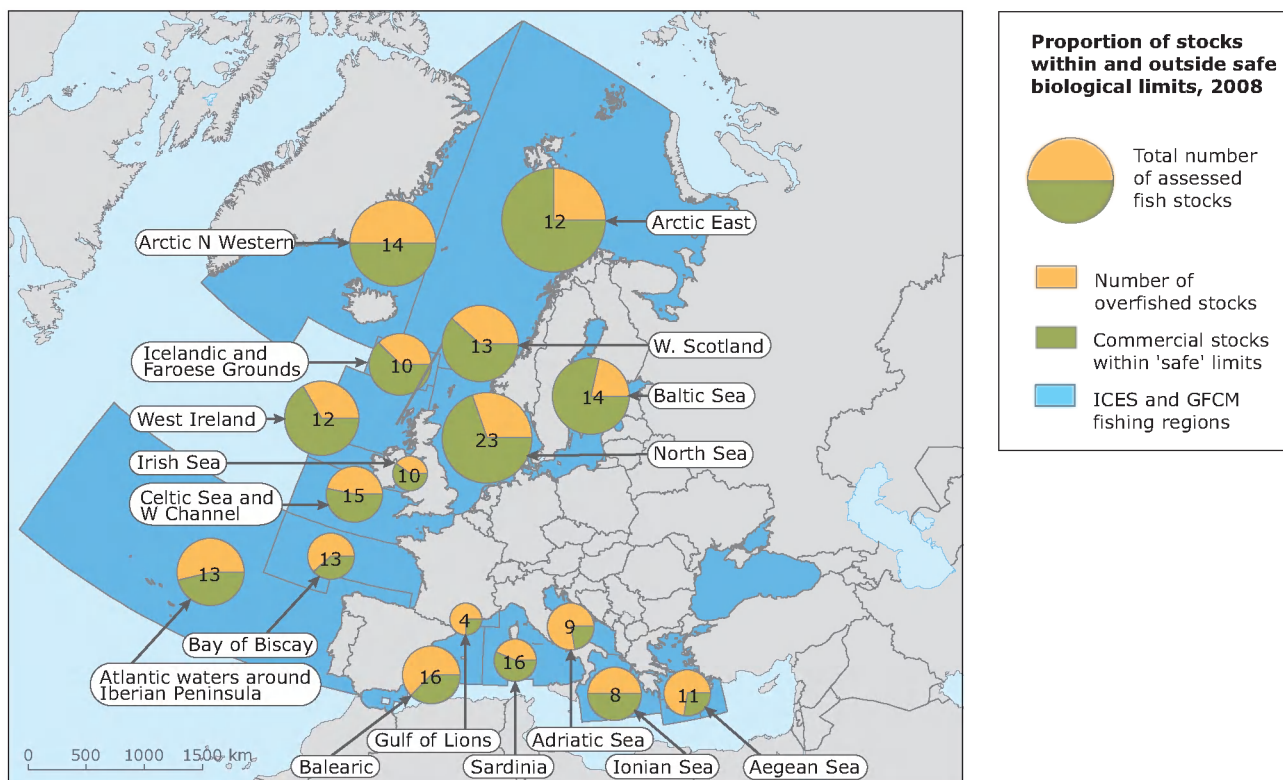 Arctic N Western
14
12
Arctic East
Icelandic and
Faroese Grounds
10
13
W. Scotland
West Ireland
12
14
Baltic Sea
Irish Sea
10
23
North Sea
Celtic Sea and
W Channel
15
13
13
Bay of Biscay
Atlantic waters around
Iberian Peninsula
4
9
16
16
8
11
Gulf of Lions
Adriatic Sea
Balearic
Sardinia
Ionian Sea
Aegean Sea
0 500 1000 1500 km
Proportion of stocks
within and outside safe
biological limits, 2008
Total number
of assessed
fish stocks
Number of
overfished stocks
Commercial stocks
within 'safe' limits
ICES and GFCM
fishing regions